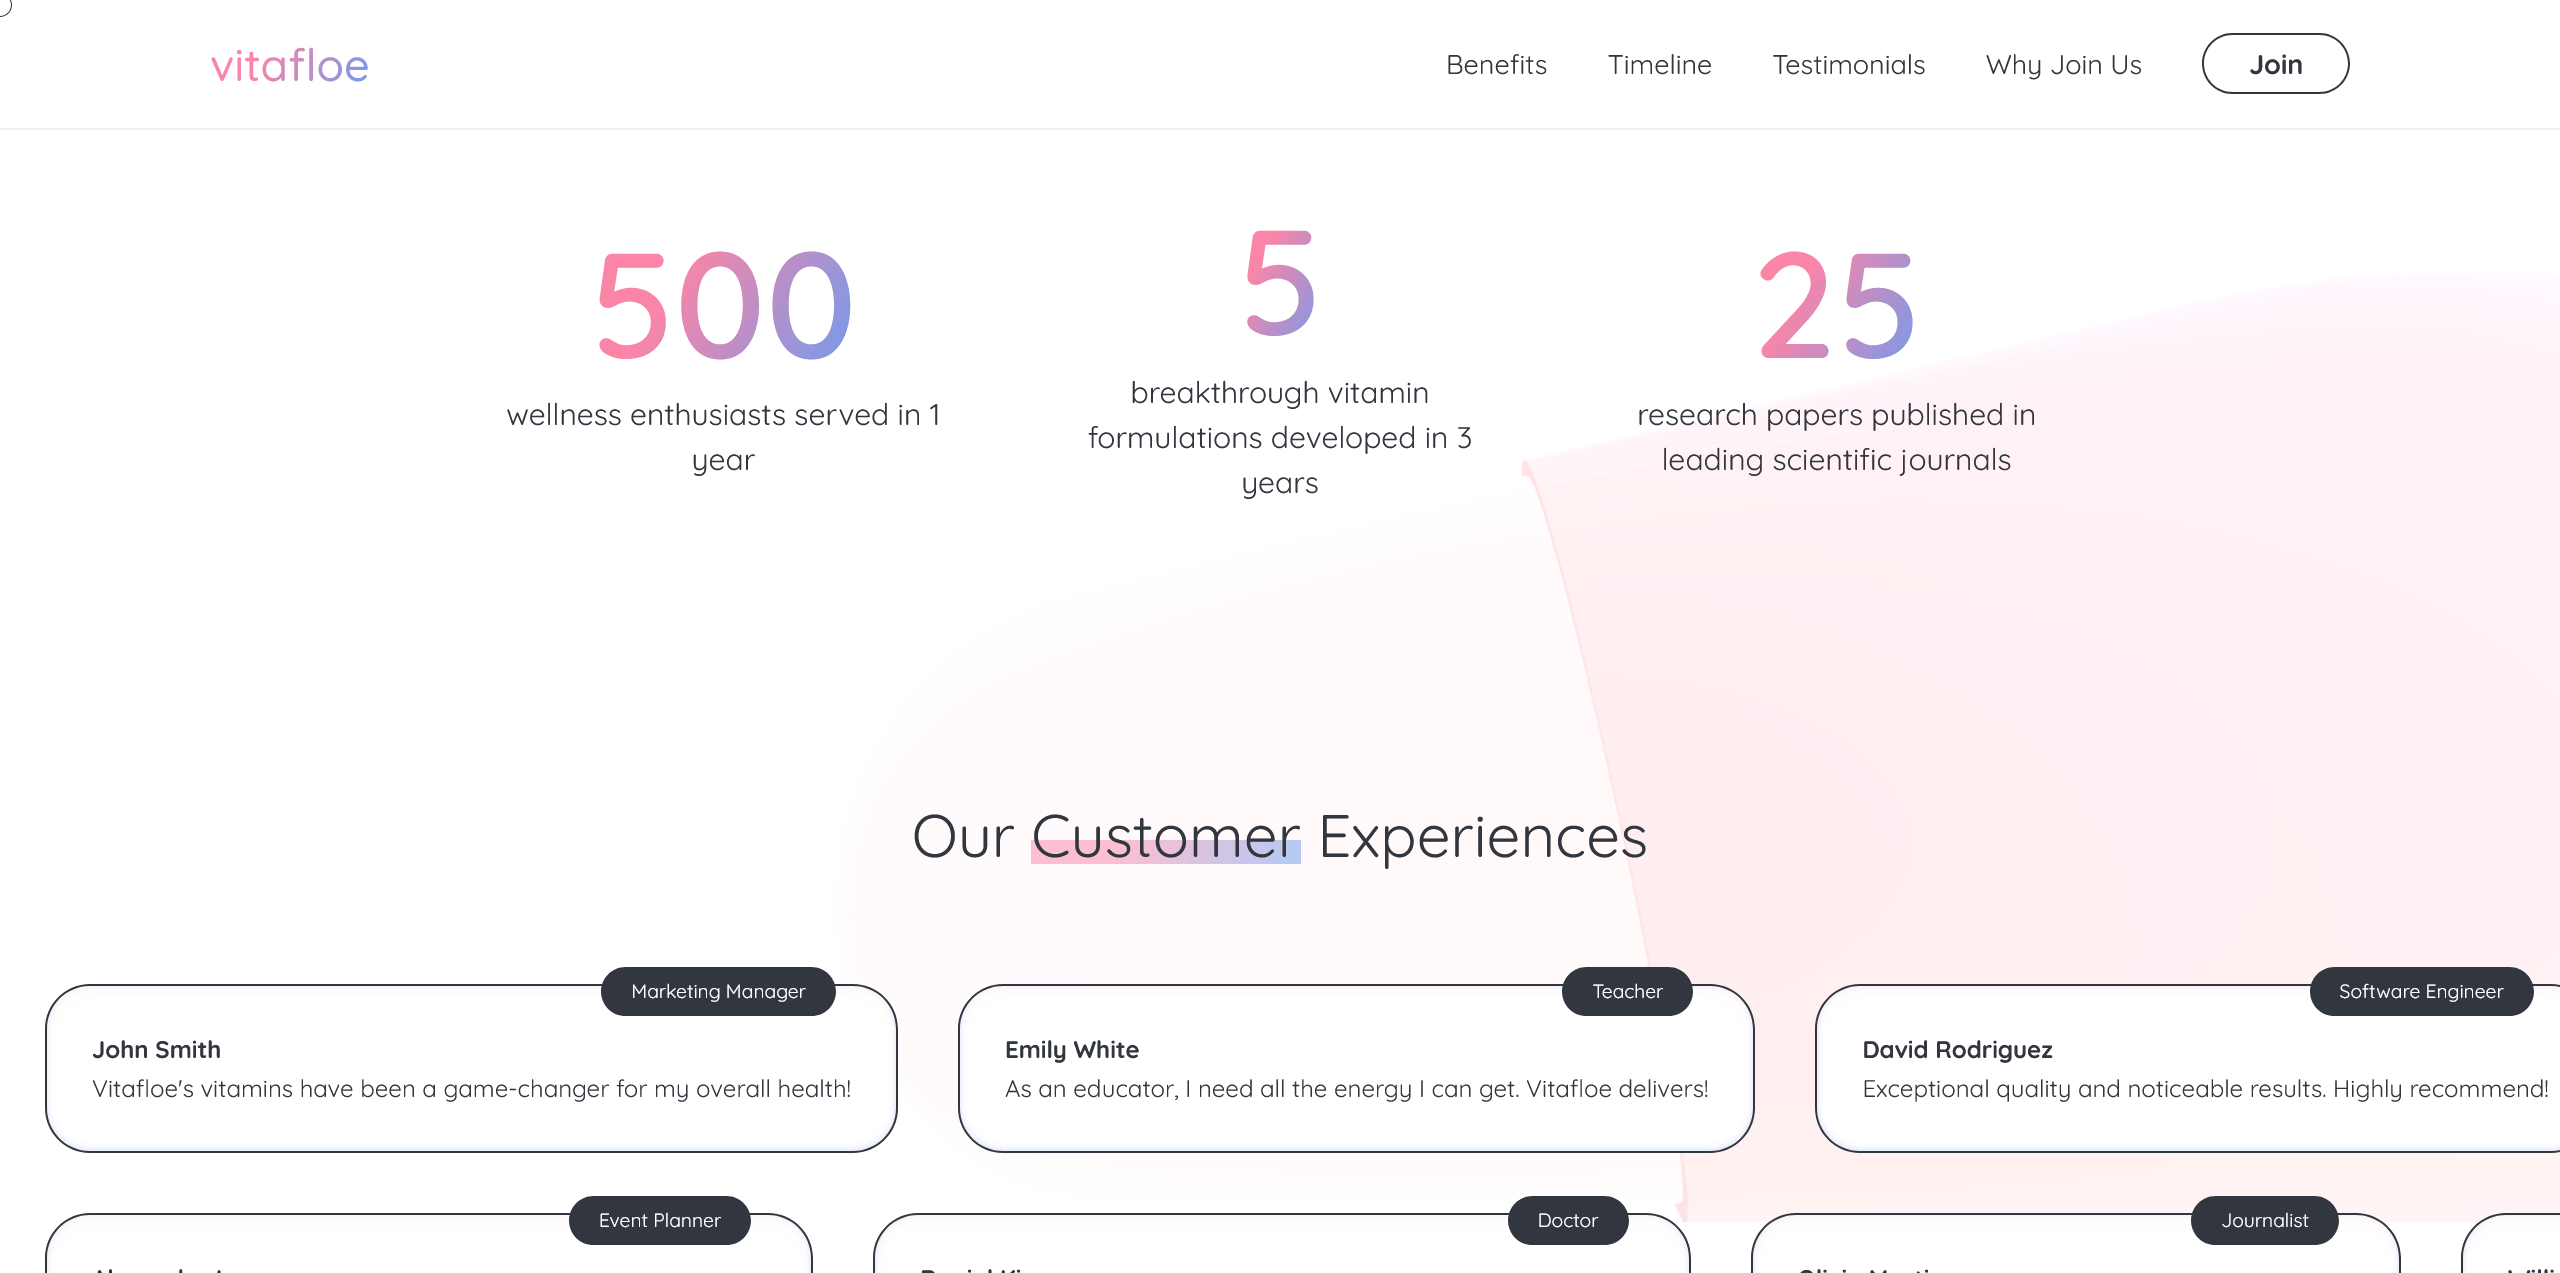 vitafloe
Benefits
Timeline
Testimonials
Why Join Us
Join
500
wellness enthusiasts served in 1
year
5
breakthrough vitamin
formulations developed in 3
years
25
research papers published in
leading scientific journals
Our Customer Experiences
Marketing Manager
John Smith
Vitafloe's vitamins have been a game-changer for my overall health!
Teacher
Emily White
As an educator, I need all the energy I can get. Vitafloe delivers!
Software Engineer
David Rodriguez
Exceptional quality and noticeable results. Highly recommend!
Event Planner
Doctor
Journalist